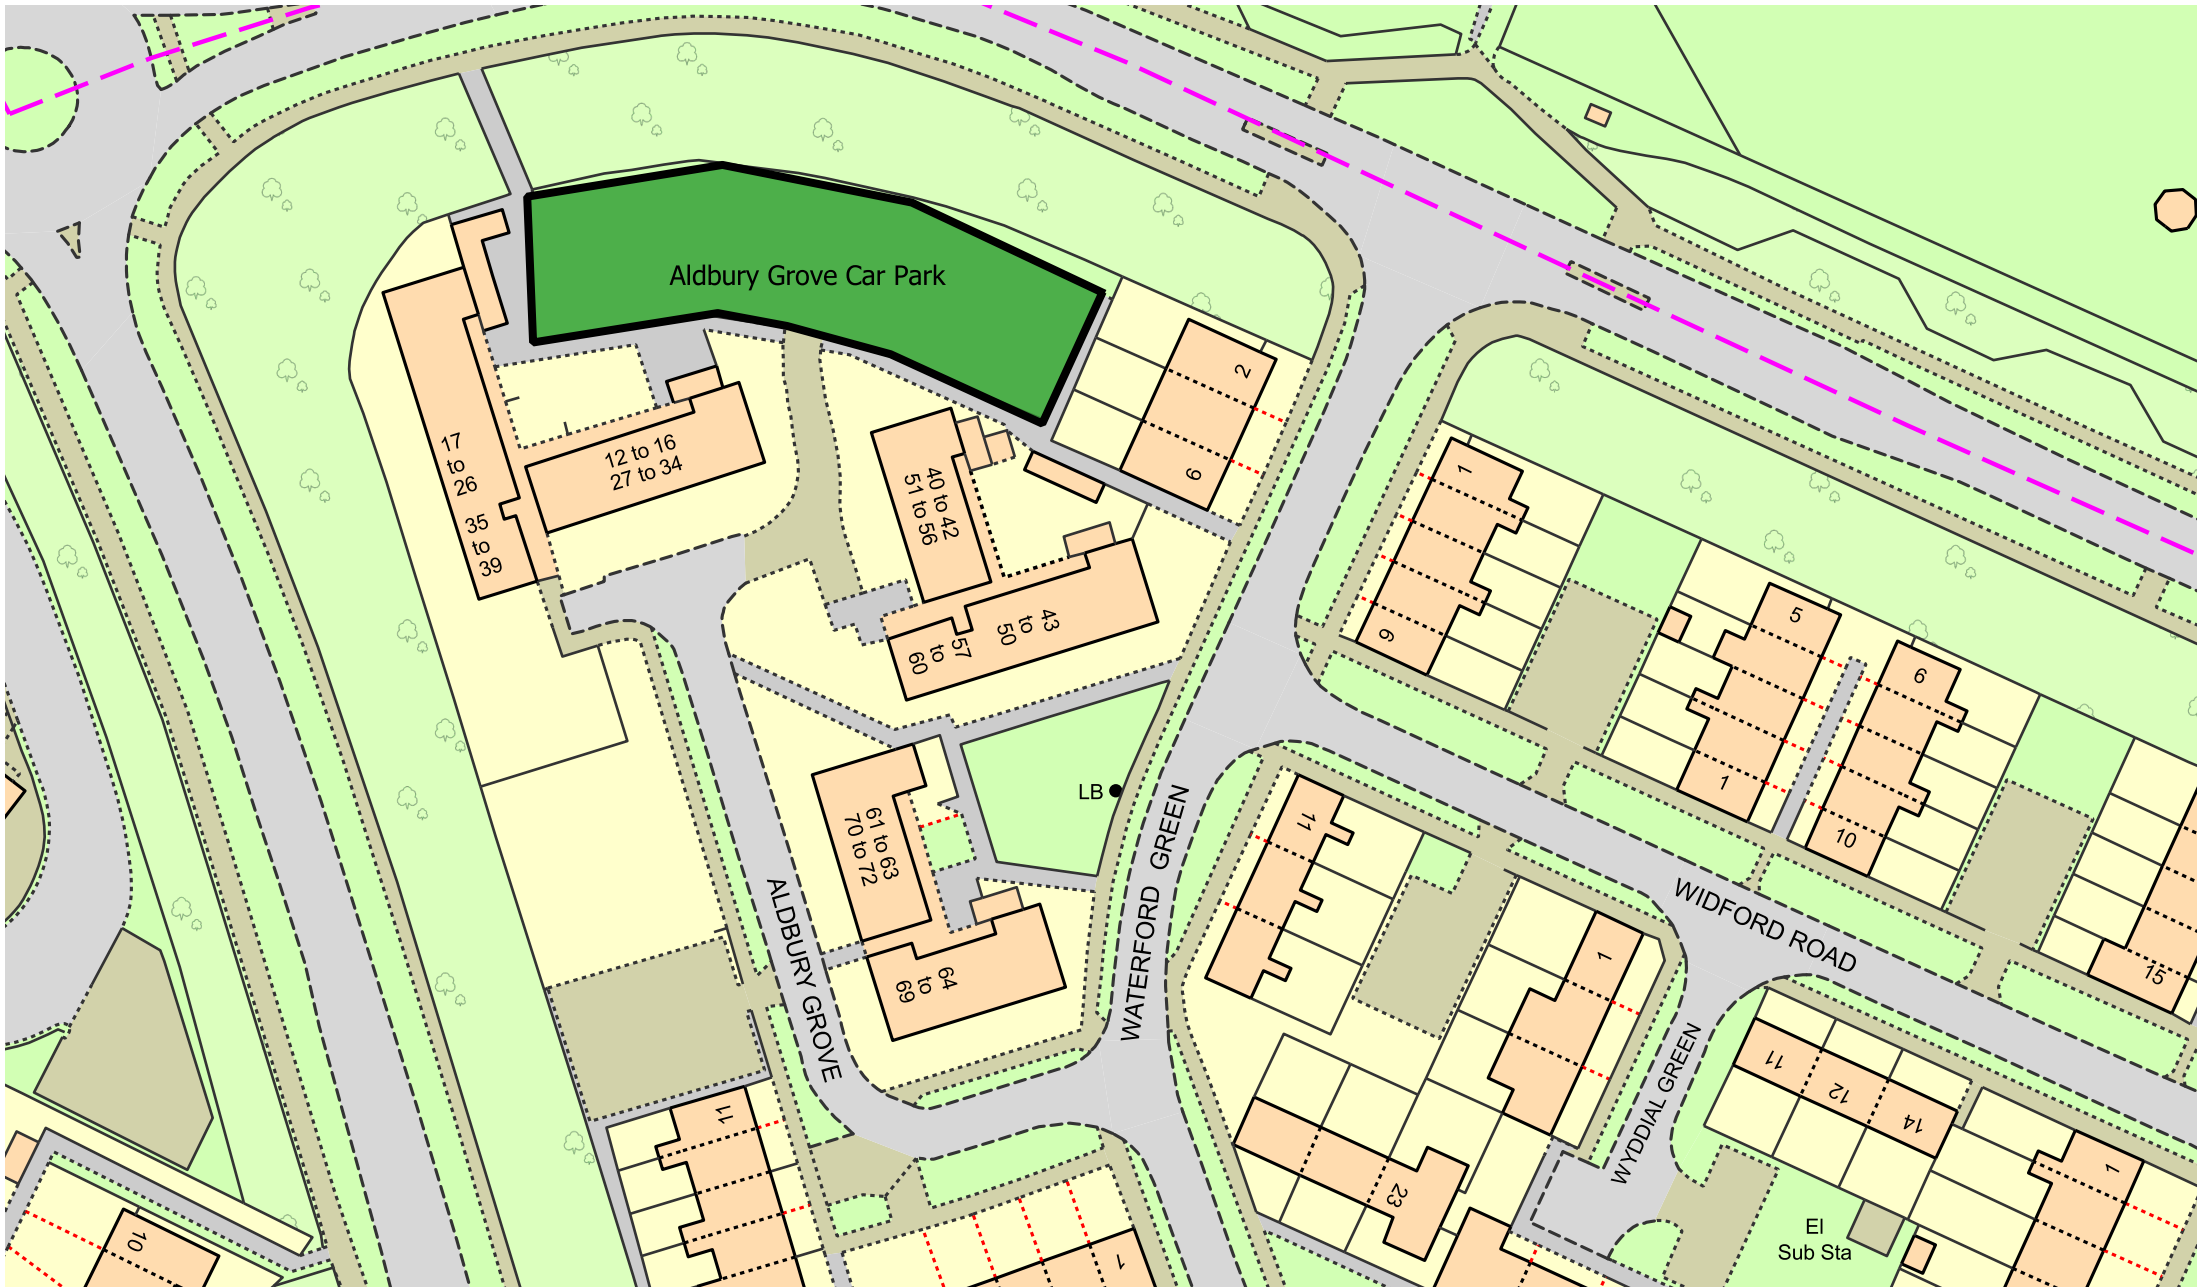 Aldbury Grove Car Park
2
6
17
to
26
35
to
39
12 to 16
27 to 34
40 to 42
51 to 56
43
to
50
57
to
60
1
9
5
1
6
10
15
LB
61 to 63
70 to 72
64
to
69
ALDBURY GROVE
WATERFORD GREEN
WIDFORD ROAD
WYDDIAL GREEN
11
1
11
12
14
11
23
1
1
10
El
Sub Sta